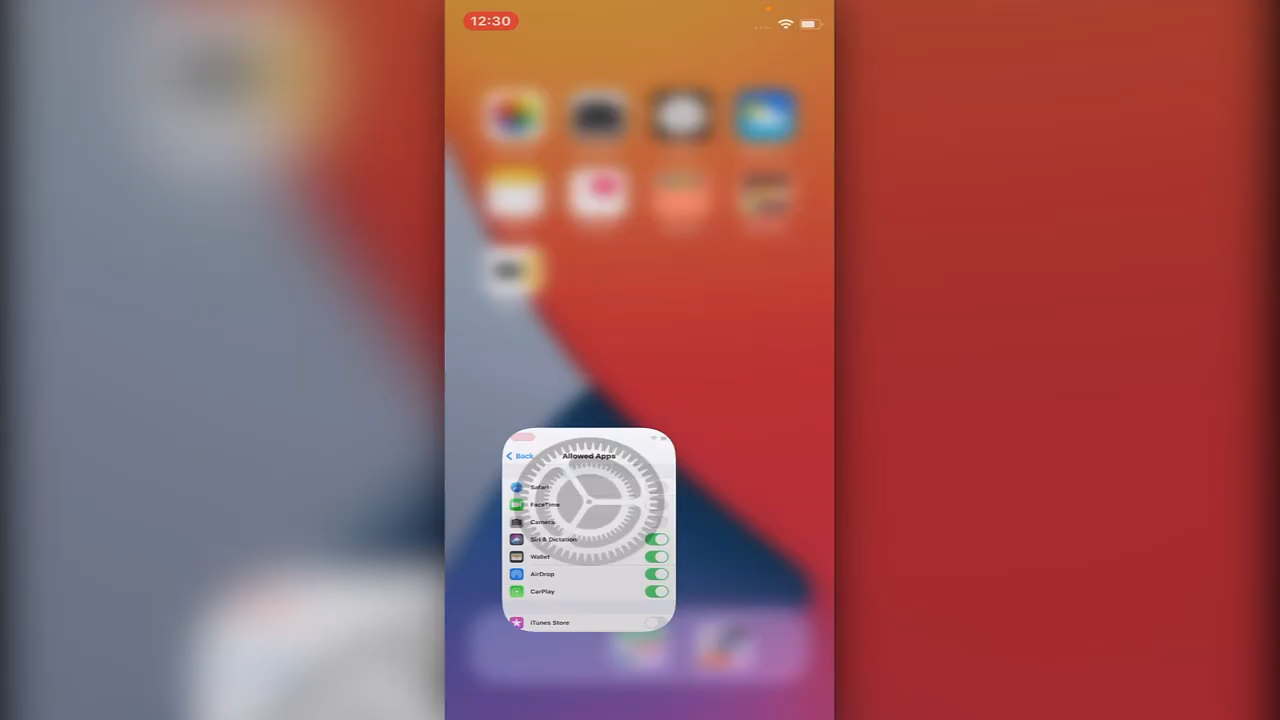 12:30
Back
Allowed Apps
Safari
FaceTime
Camera
Siri & Dictation
Wallet
AirDrop
CarPlay
iTunes Store